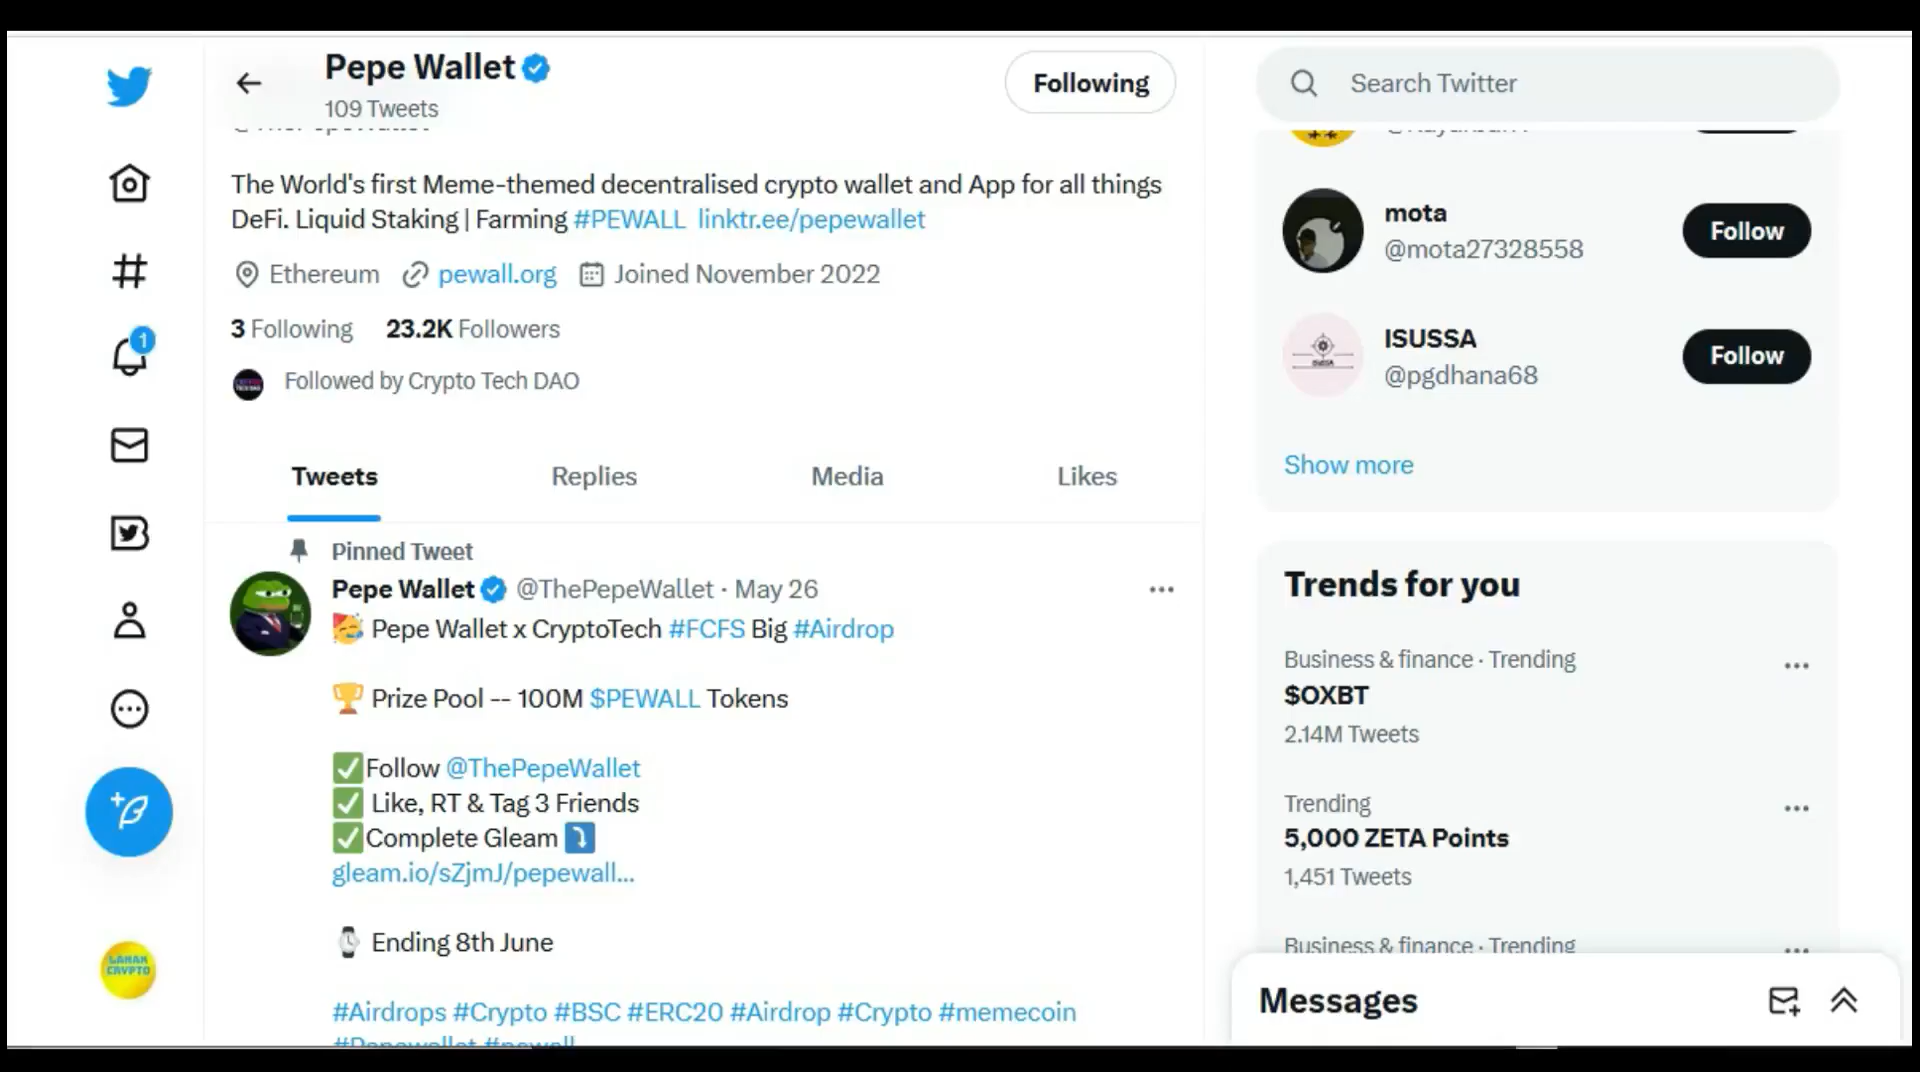 Pepe Wallet
109 Tweets
Following
The World's first Meme-themed decentralised crypto wallet and App for all things
DeFi. Liquid Staking | Farming #PEWALL linktr.ee/pepewallet
Ethereum pewall.org Joined November 2022
3 Following 23.2K Followers
Followed by Crypto Tech DAO
Tweets Replies Media Likes
Pinned Tweet
Pepe Wallet @ThePepeWallet · May 26
🥳 Pepe Wallet x CryptoTech #FCFS Big #Airdrop
🏆 Prize Pool -- 100M $PEWALL Tokens
✅Follow @ThePepeWallet
✅ Like, RT & Tag 3 Friends
✅Complete Gleam ⤵️
gleam.io/sZjmJ/pepewall...
⌚ Ending 8th June
#Airdrops #Crypto #BSC #ERC20 #Airdrop #Crypto #memecoin
#Pepewallet #pewall
1
Search Twitter
mota
@mota27328558
Follow
ISUSSA
@pgdhana68
Follow
Show more
Trends for you
Business & finance · Trending
$OXBT
2.14M Tweets
Trending
5,000 ZETA Points
1,451 Tweets
Business & finance · Trending
Messages